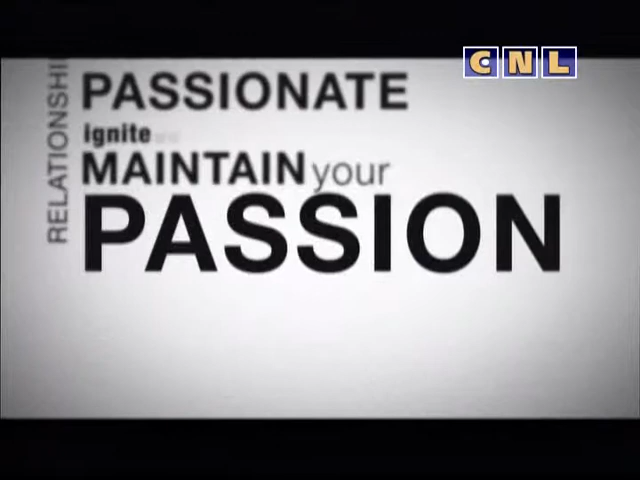 CNL
RELATIONSHI
PASSIONATE
ignite
MAINTAIN your
PASSION